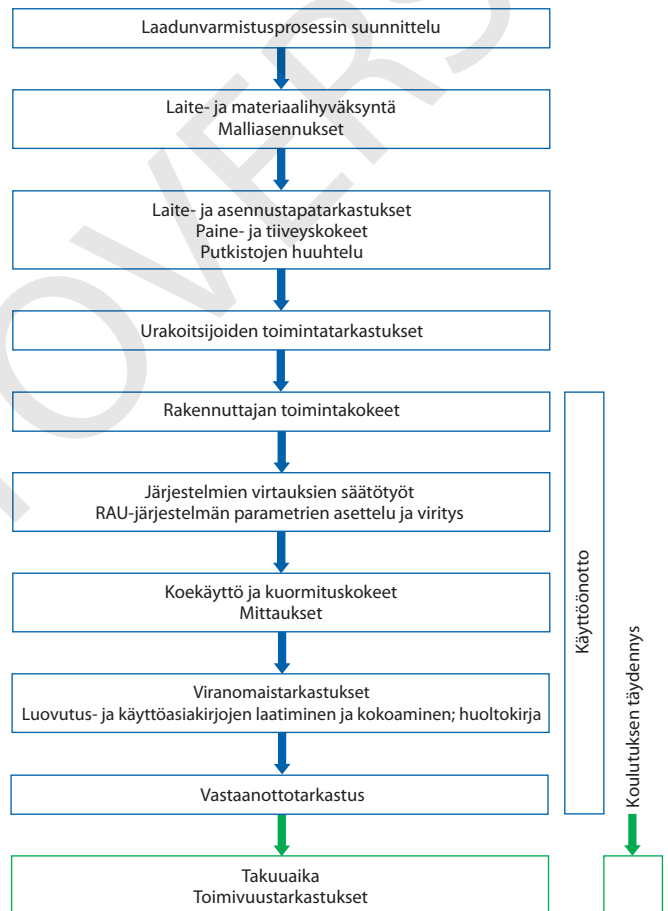 Laadunvarmistusprosessin suunnittelu
Laite- ja materiaalihyväksyntä
Malliasennukset
Laite- ja asennustapatarkastukset
Paine- ja tiiveyskokeet
Putkistojen huuhtelu
Urakoitsijoiden toimintatarkastukset
Rakennuttajan toimintakokeet
Järjestelmien virtauksien säätötyöt
RAU-järjestelmän parametrien asettelu ja viritys
Koekäyttö ja kuormituskokeet
Mittaukset
Viranomaistarkastukset
Luovutus- ja käyttöasiakirjojen laatiminen ja kokoaminen; huoltokirja
Vastaanottotarkastus
Käyttöönotto
Koulutuksen täydennys
Takuuaika
Toimivuustarkastukset